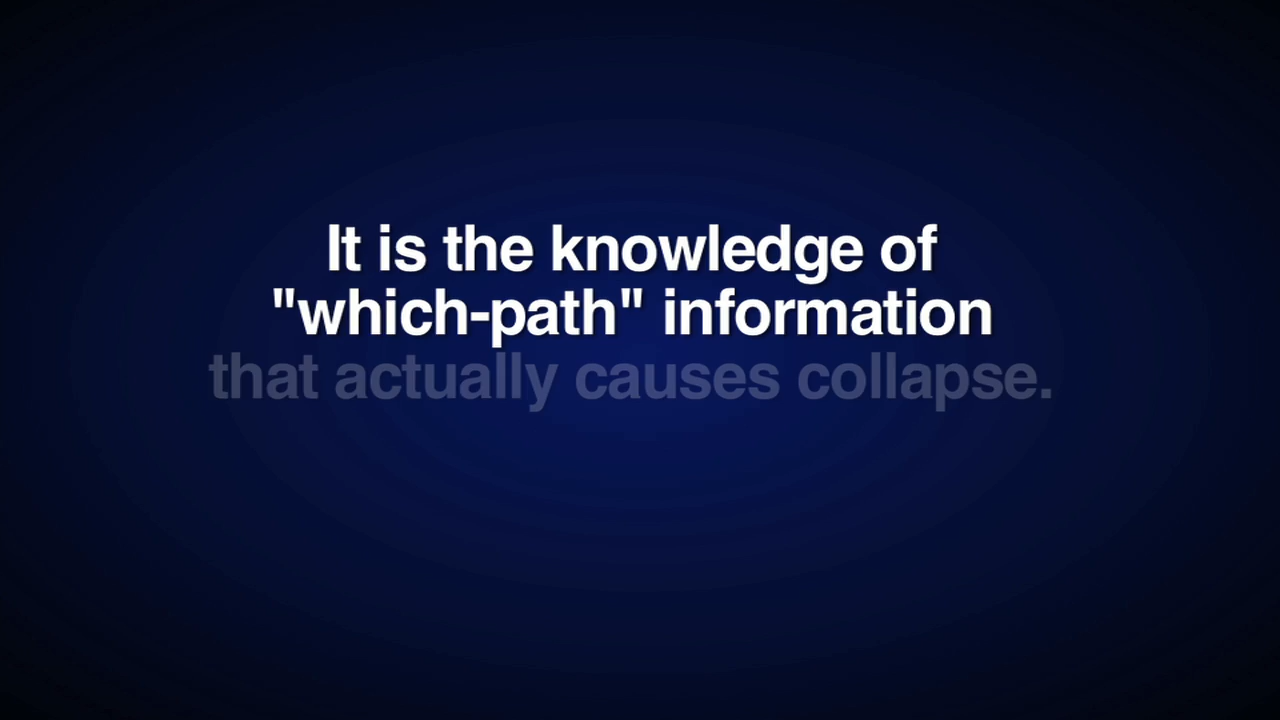 It is the knowledge of
"which-path" information
that actually causes collapse.